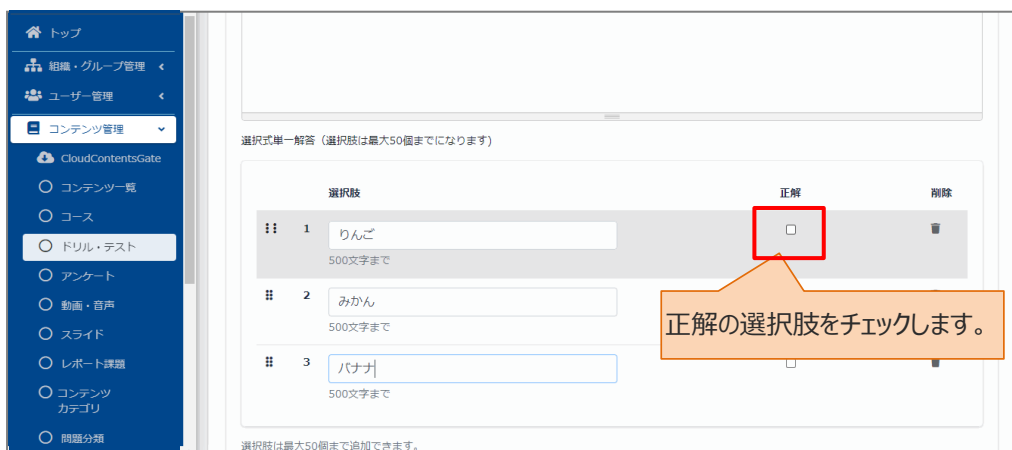 トップ
組織・グループ管理
ユーザー管理
コンテンツ管理
CloudContentsGate
コンテンツ一覧
コース
ドリル・テスト
アンケート
動画・音声
スライド
レポート課題
コンテンツ
カテゴリ
問題分類
選択式単一解答（選択肢は最大50個までになります)
選択肢 正解 削除
1 りんご
500文字まで
2 みかん
500文字まで
正解の選択肢をチェックします。
3 バナナ
500文字まで
選択肢は最大50個まで追加できます。